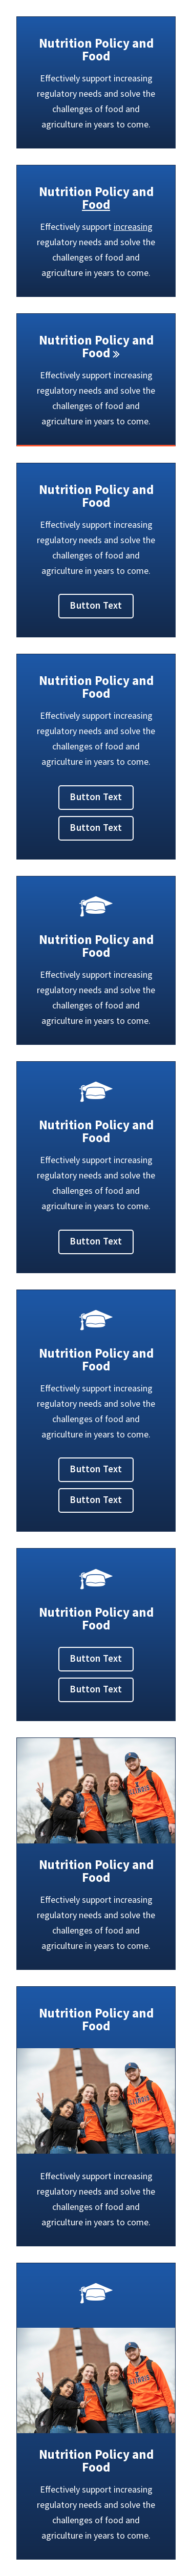 Nutrition Policy and
Food
Effectively support increasing
regulatory needs and solve the
challenges of food and
agriculture in years to come.
Nutrition Policy and
Food
Effectively support increasing
regulatory needs and solve the
challenges of food and
agriculture in years to come.
Nutrition Policy and
Food »
Effectively support increasing
regulatory needs and solve the
challenges of food and
agriculture in years to come.
Nutrition Policy and
Food
Effectively support increasing
regulatory needs and solve the
challenges of food and
agriculture in years to come.
Button Text
Nutrition Policy and
Food
Effectively support increasing
regulatory needs and solve the
challenges of food and
agriculture in years to come.
Button Text
Button Text
Nutrition Policy and
Food
Effectively support increasing
regulatory needs and solve the
challenges of food and
agriculture in years to come.
Nutrition Policy and
Food
Effectively support increasing
regulatory needs and solve the
challenges of food and
agriculture in years to come.
Button Text
Nutrition Policy and
Food
Effectively support increasing
regulatory needs and solve the
challenges of food and
agriculture in years to come.
Button Text
Button Text
Nutrition Policy and
Food
Button Text
Button Text
ILLINOIS
Nutrition Policy and
Food
Effectively support increasing
regulatory needs and solve the
challenges of food and
agriculture in years to come.
Nutrition Policy and
Food
ILLINOIS
Effectively support increasing
regulatory needs and solve the
challenges of food and
agriculture in years to come.
ILLINOIS
Nutrition Policy and
Food
Effectively support increasing
regulatory needs and solve the
challenges of food and
agriculture in years to come.